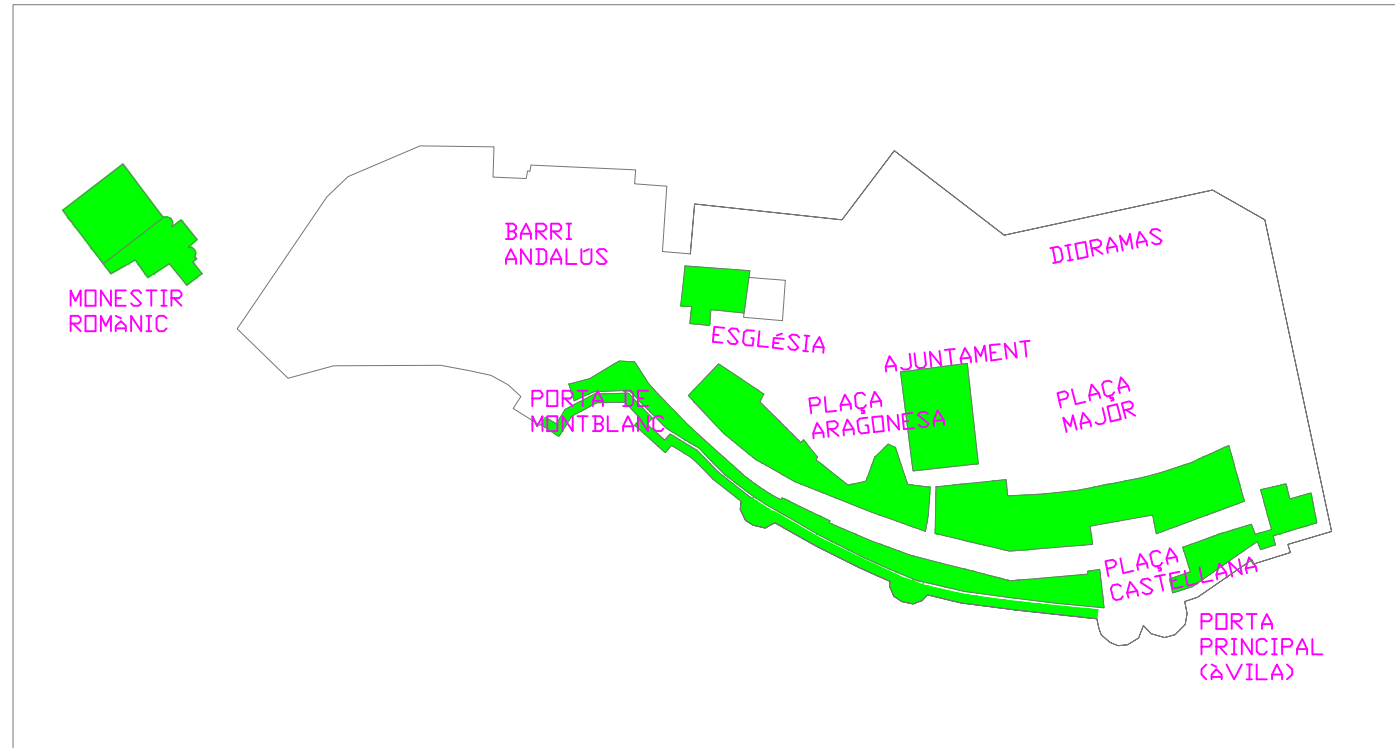 BARRI
ANDALÚS
DIORAMAS
MONESTIR
ROMÀNIC
ESGLÉSIA
AJUNTAMENT
PORTA DE
MONTBLANC
PLAÇA
ARAGONESA
PLAÇA
MAJOR
PLAÇA
CASTELLANA
PORTA
PRINCIPAL
(ÀVILA)